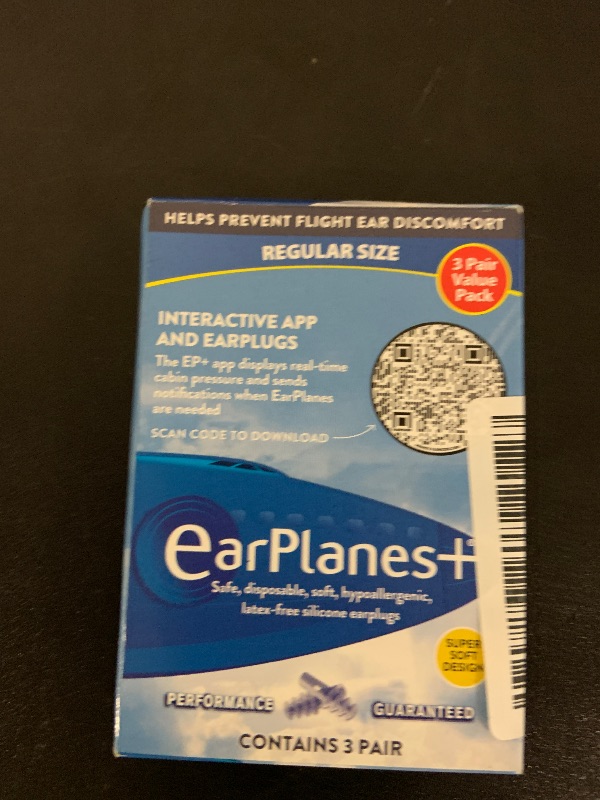 HELPS PREVENT FLIGHT EAR DISCOMFORT
REGULAR SIZE
3 Pair
Value
Pack
INTERACTIVE APP
AND EARPLUGS
The EP+ app displays real-time
cabin pressure and sends
notifications when EarPlanes
are needed
SCAN CODE TO DOWNLOAD
earPlanes+
Safe, disposable, soft, hypoallergenic,
latex-free silicone earplugs
SUPER
SOFT
DESIGN
PERFORMANCE GUARANTEED
CONTAINS 3 PAIR